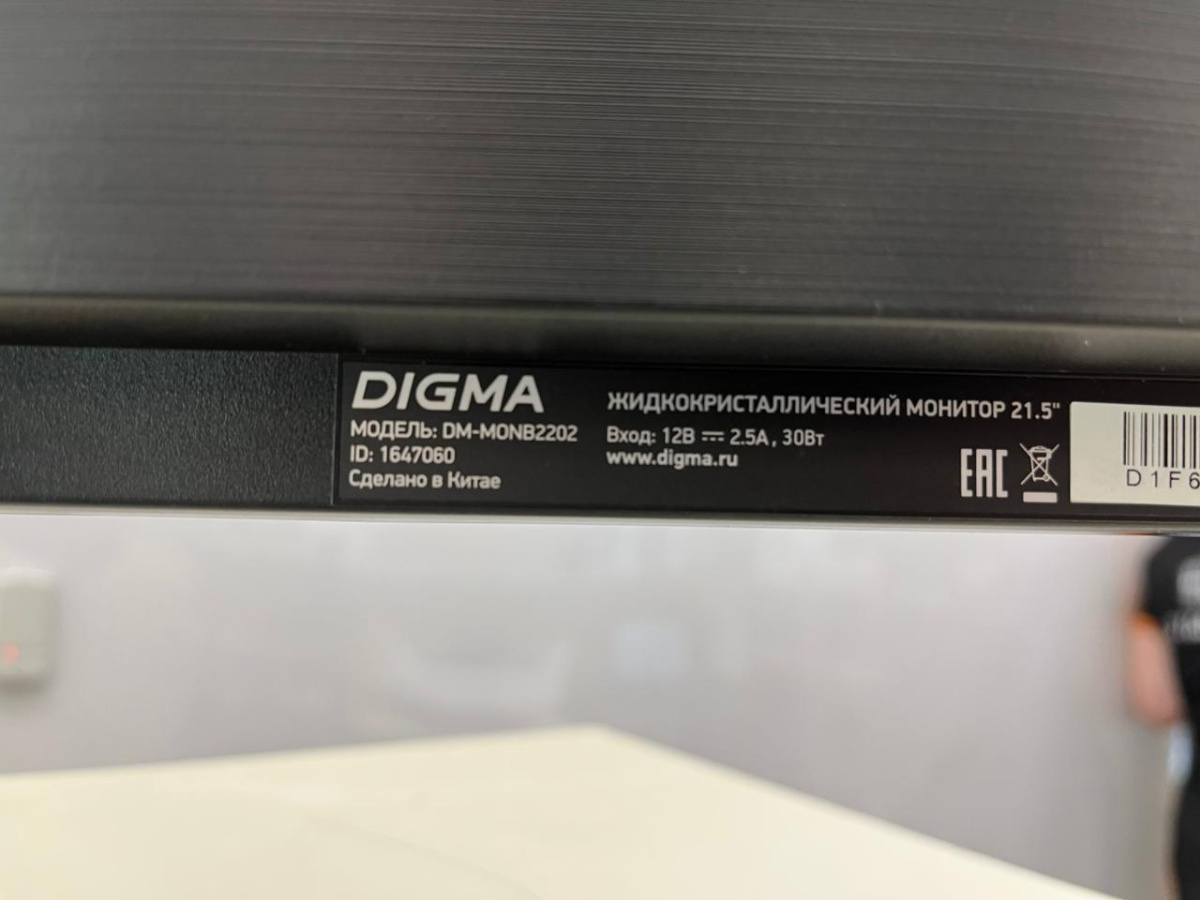 DIGMA
МОДЕЛЬ: DM-MONB2202
ID: 1647060
Сделано в Китае
ЖИДКОКРИСТАЛЛИЧЕСКИЙ МОНИТОР 21.5"
Вход: 12В ⎓ 2.5A, 30Вт
www.digma.ru
EAC
D1F6